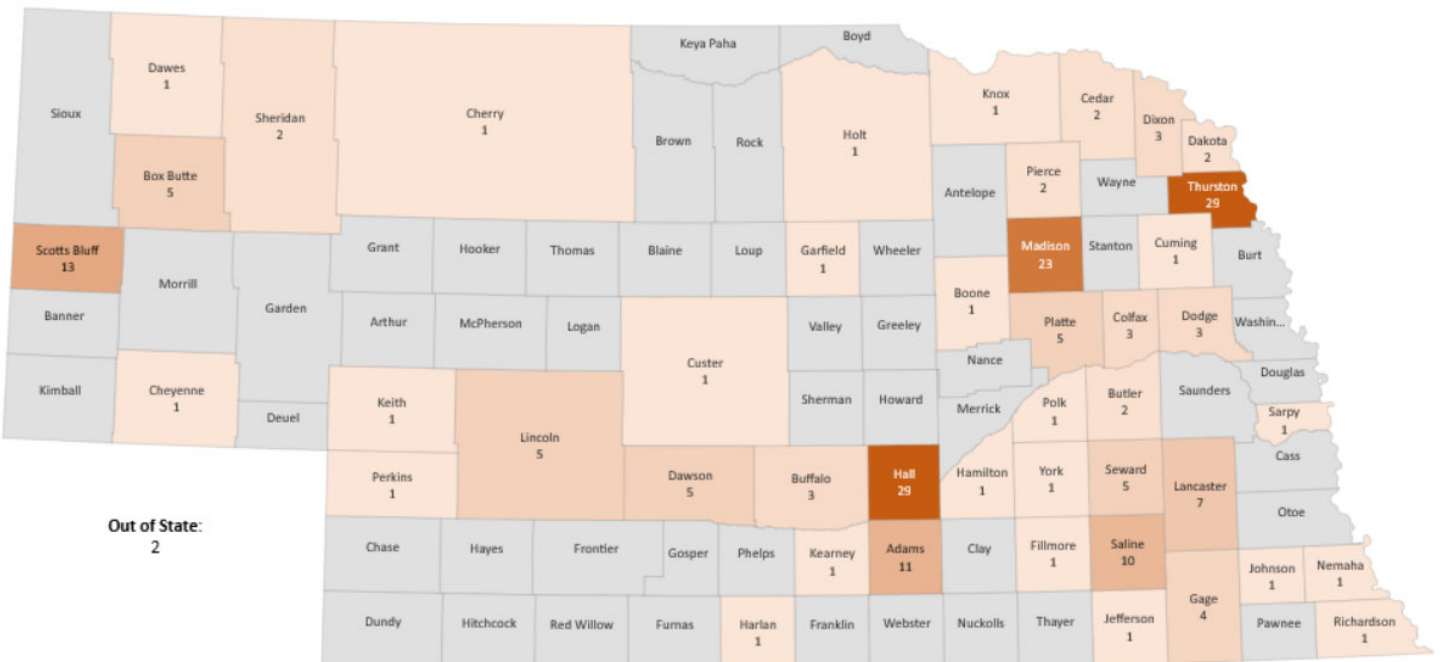 Boyd
Keya Paha
Dawes
1
Sioux
Sheridan
2
Cherry
1
Brown
Rock
Holt
1
Knox
1
Cedar
2
Dixon
3
Dakota
2
Box Butte
5
Antelope
Pierce
2
Wayne
Thurston
29
Scotts Bluff
13
Morrill
Garden
Grant
Hooker
Thomas
Blaine
Loup
Garfield
1
Wheeler
Madison
23
Stanton
Cuming
1
Burt
Banner
Arthur
McPherson
Logan
Custer
1
Valley
Greeley
Boone
1
Platte
5
Colfax
3
Dodge
3
Washin...
Nance
Douglas
Kimball
Cheyenne
1
Deuel
Keith
1
Lincoln
5
Sherman
Howard
Merrick
Polk
1
Butler
2
Saunders
Sarpy
1
Cass
Perkins
1
Dawson
5
Buffalo
3
Hall
29
Hamilton
1
York
1
Seward
5
Lancaster
7
Otoe
Out of State:
2
Chase
Hayes
Frontier
Gosper
Phelps
Kearney
1
Adams
11
Clay
Fillmore
1
Saline
10
Johnson
1
Nemaha
1
Dundy
Hitchcock
Red Willow
Furnas
Harlan
1
Franklin
Webster
Nuckolls
Thayer
Jefferson
1
Gage
4
Pawnee
Richardson
1